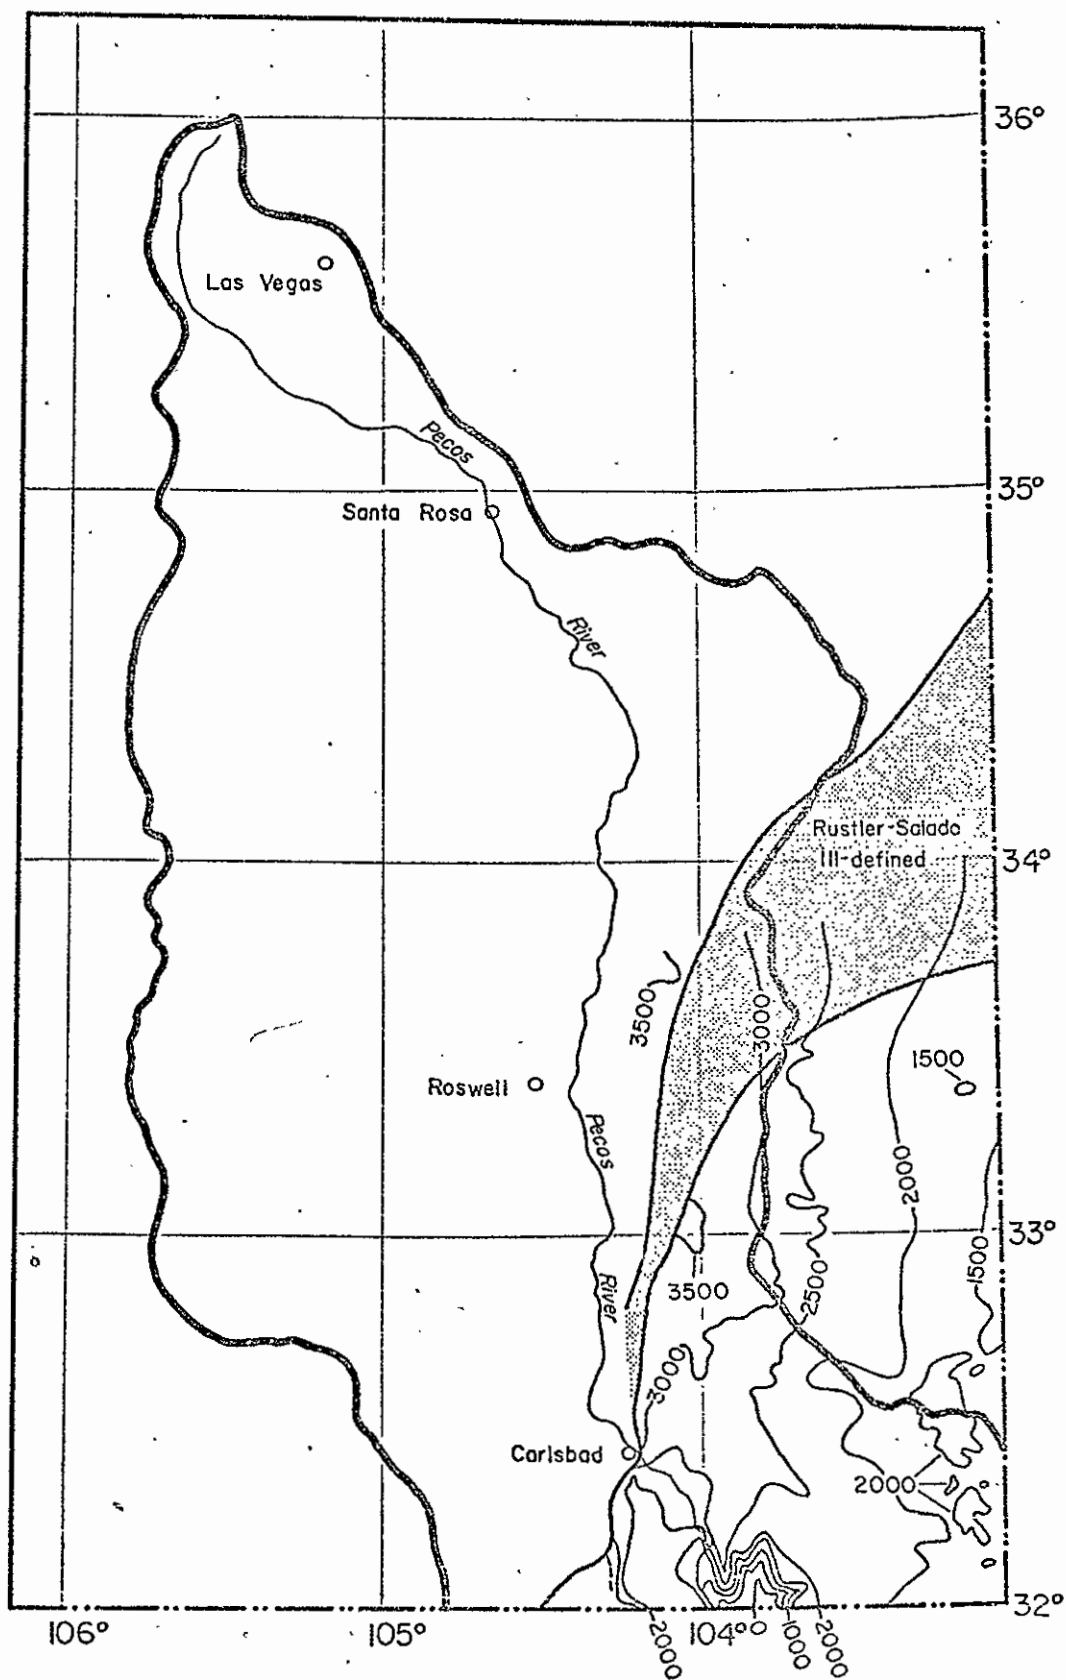 36°
Las Vegas
Pecos
35°
Santa Rosa
River
Rustler-Salado
Ill-defined
34°
3500
3000
1500
Roswell
Pecos
2000
33°
1500
2500
3500
River
3000
Carlsbad
2000
32°
106°
105°
2000
104°
0
1000
2000